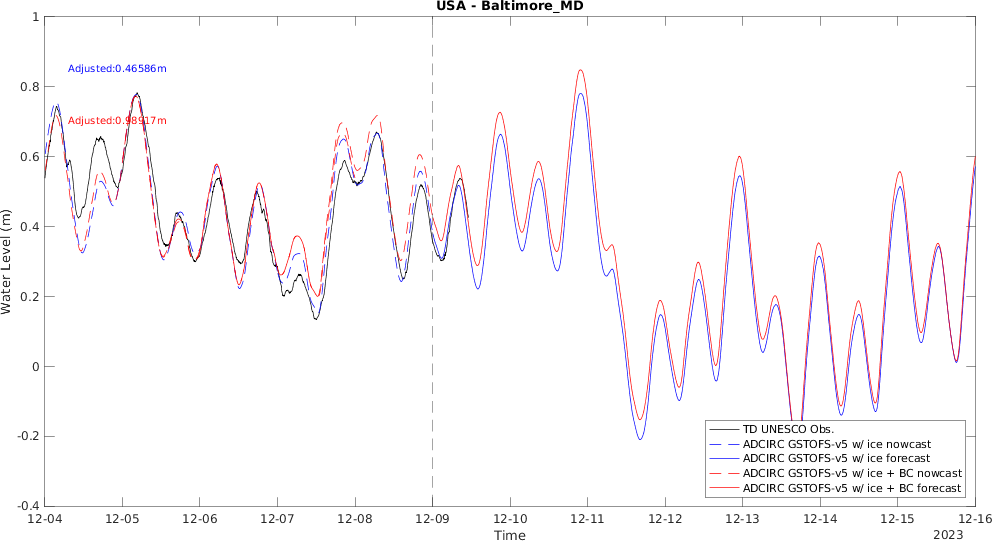 USA - Baltimore_MD
Water Level (m)
1
0.8
0.6
0.4
0.2
0
-0.2
-0.4
Adjusted:0.46586m
Adjusted:0.98917m
TD UNESCO Obs.
ADCIRC GSTOFS-v5 w/ ice nowcast
ADCIRC GSTOFS-v5 w/ ice forecast
ADCIRC GSTOFS-v5 w/ ice + BC nowcast
ADCIRC GSTOFS-v5 w/ ice + BC forecast
12-04 12-05 12-06 12-07 12-08 12-09 12-10 12-11 12-12 12-13 12-14 12-15 12-16
Time
2023